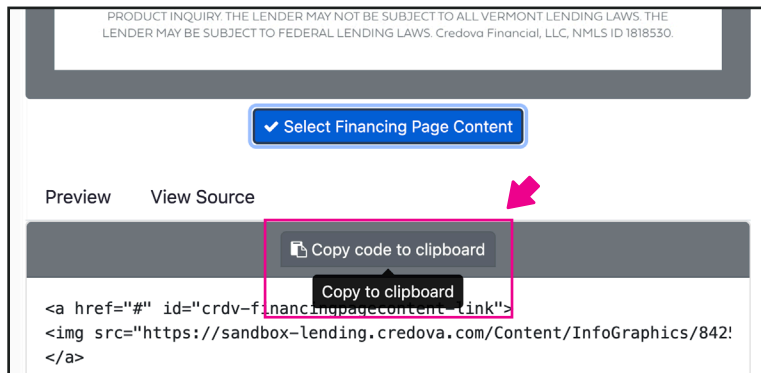 PRODUCT INQUIRY. THE LENDER MAY NOT BE SUBJECT TO ALL VERMONT LENDING LAWS. THE
LENDER MAY BE SUBJECT TO FEDERAL LENDING LAWS. Credova Financial, LLC, NMLS ID 1818530.
Select Financing Page Content
Preview View Source
Copy code to clipboard
Copy to clipboard
<a href="#" id="crdv-financingpagecontent-link">
<img src="https://sandbox-lending.credova.com/Content/InfoGraphics/842
</a>